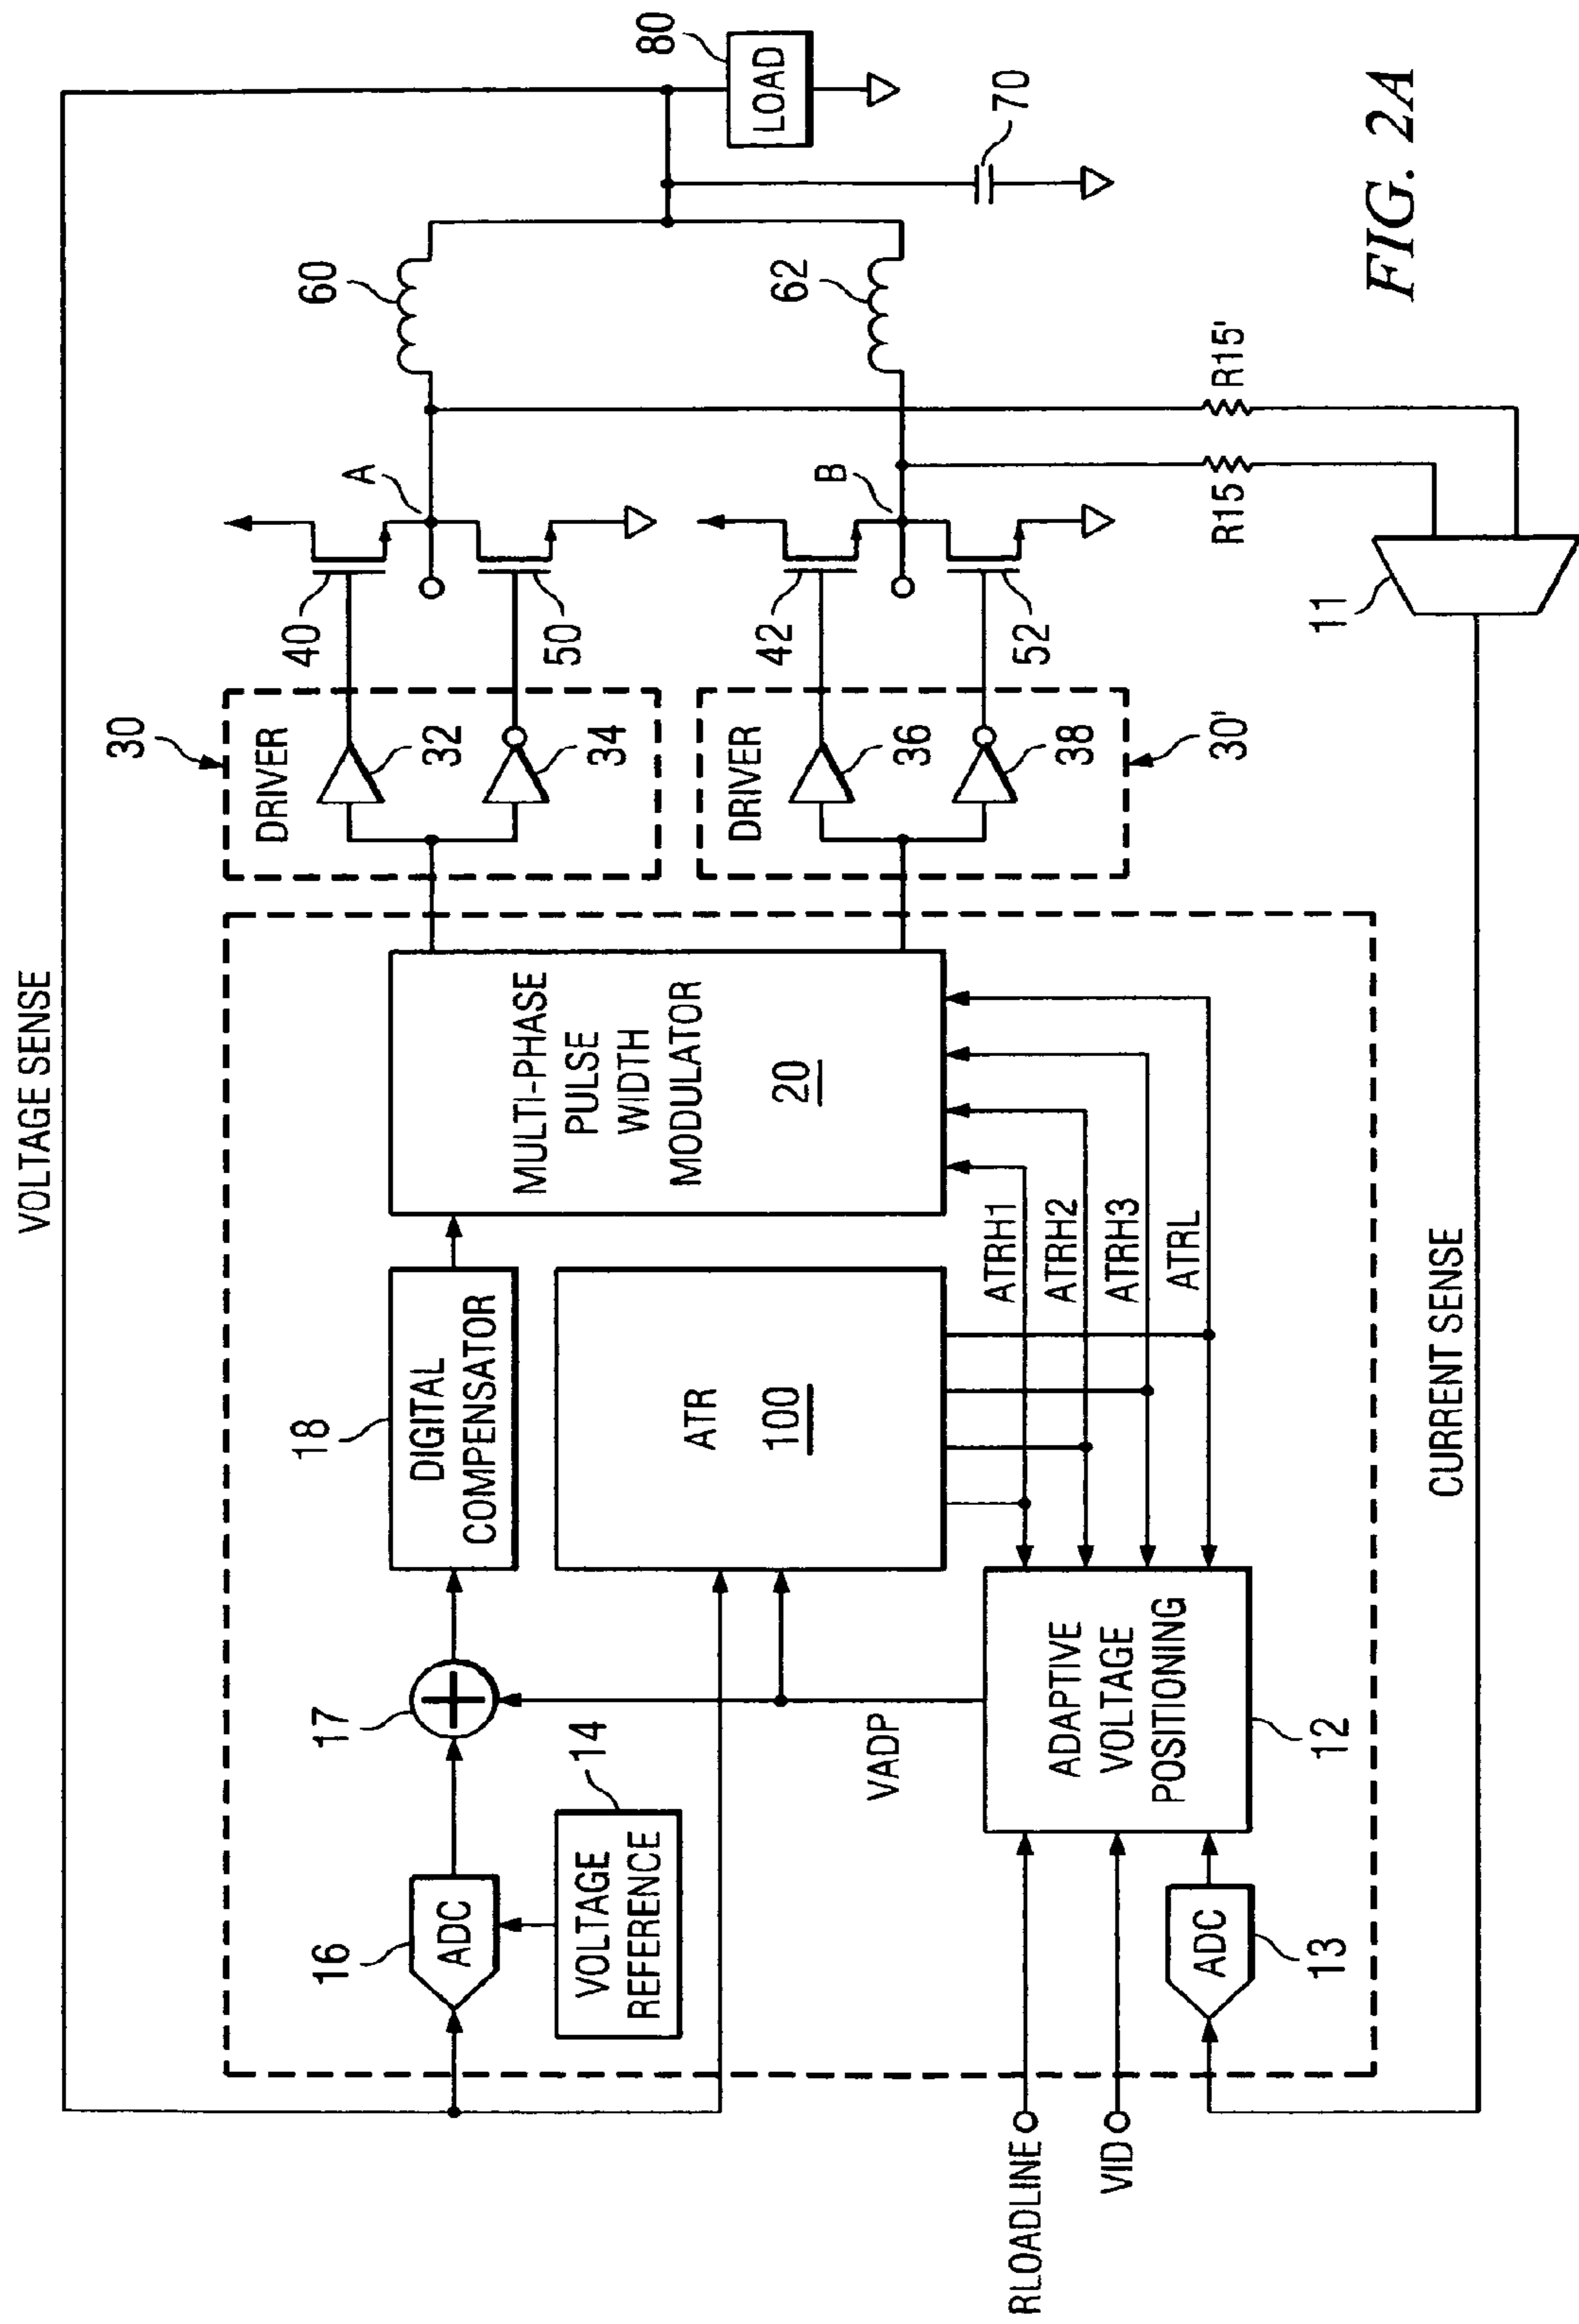 VOLTAGE SENSE
30
DRIVER
32
34
40
50
A
60
80
LOAD
70
16
ADC
17
18
DIGITAL
COMPENSATOR
MULTI-PHASE
PULSE
WIDTH
MODULATOR
20
14
VOLTAGE
REFERENCE
ATR
100
DRIVER
36
38
30'
42
52
B
62
VADP
ATRH1
ATRH2
ATRH3
ATRL
RLOADLINE
VID
ADAPTIVE
VOLTAGE
POSITIONING
12
ADC
13
R15
R15'
11
CURRENT SENSE
FIG. 2A